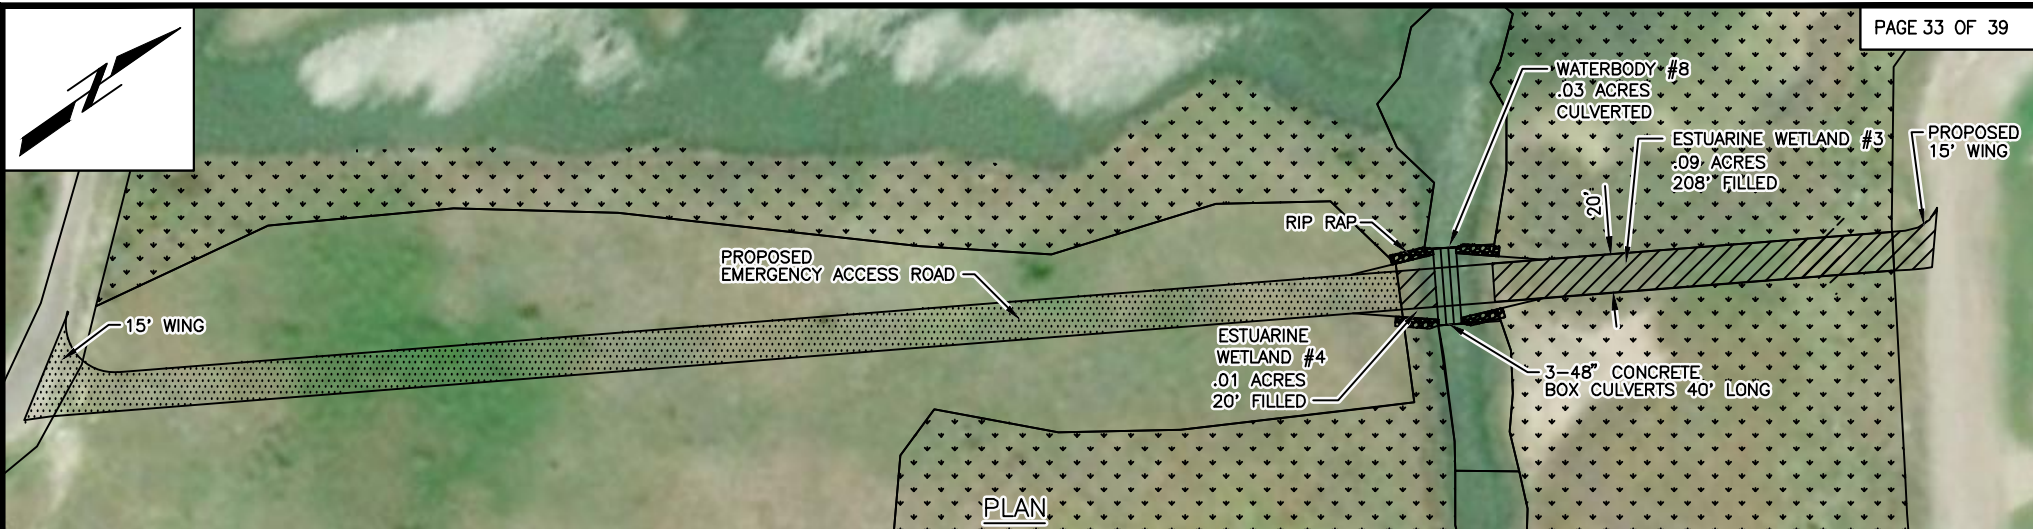 PAGE 33 OF 39
WATERBODY #8
.03 ACRES
CULVERTED
ESTUARINE WETLAND #3
.09 ACRES
208' FILLED
PROPOSED
15' WING
20'
RIP RAP
PROPOSED
EMERGENCY ACCESS ROAD
15' WING
ESTUARINE
WETLAND #4
.01 ACRES
20' FILLED
3-48" CONCRETE
BOX CULVERTS 40' LONG
PLAN